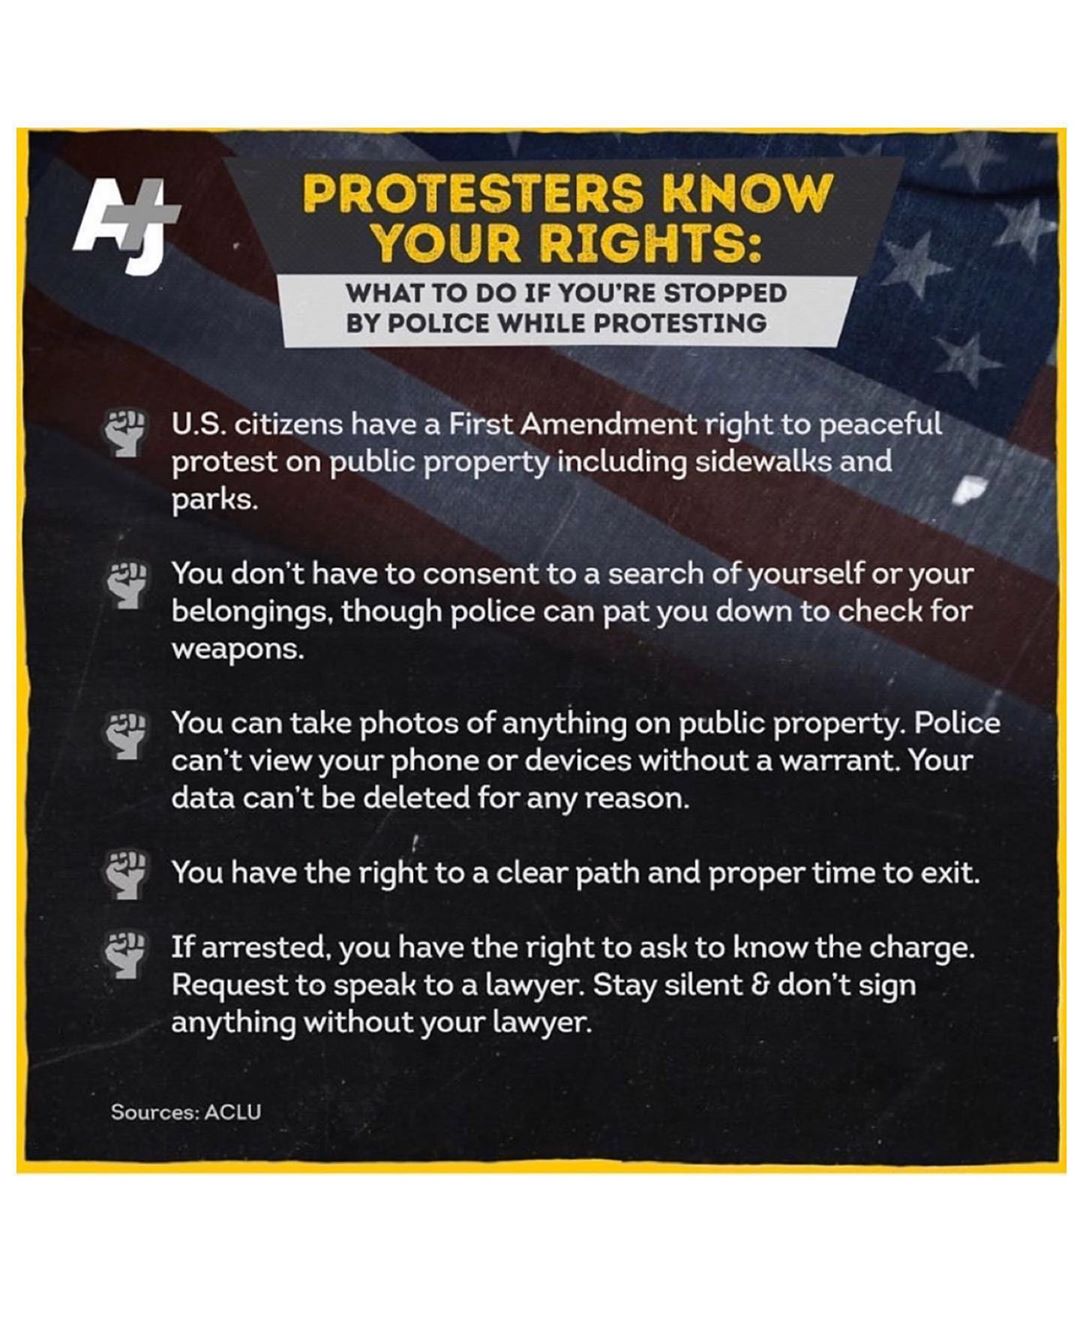 AJ+
PROTESTERS KNOW
YOUR RIGHTS:
WHAT TO DO IF YOU'RE STOPPED
BY POLICE WHILE PROTESTING
U.S. citizens have a First Amendment right to peaceful
protest on public property including sidewalks and
parks.
You don't have to consent to a search of yourself or your
belongings, though police can pat you down to check for
weapons.
You can take photos of anything on public property. Police
can't view your phone or devices without a warrant. Your
data can't be deleted for any reason.
You have the right to a clear path and proper time to exit.
If arrested, you have the right to ask to know the charge.
Request to speak to a lawyer. Stay silent & don't sign
anything without your lawyer.
Sources: ACLU